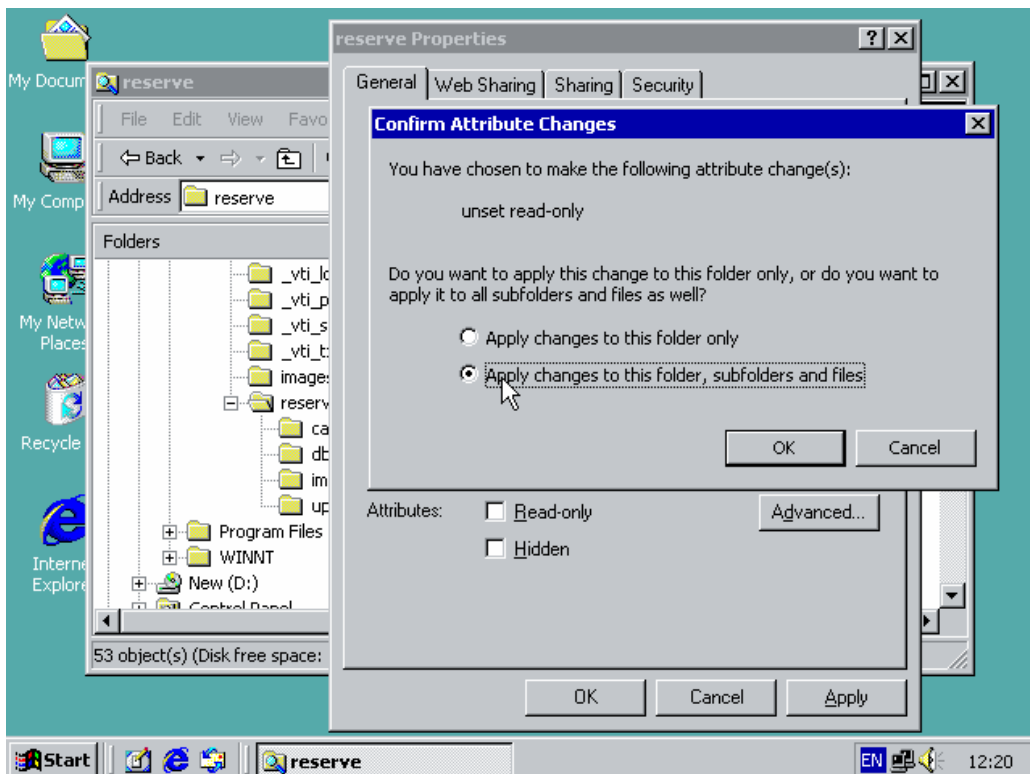 My Docum
My Comp
My Netw
Places
Recycle
Interne
Explore
reserve
File Edit View Favo
Back
Address reserve
Folders
_vti_p
_vti_s
images
reserv
ca
db
im
up
Program Files
WINNT
New (D:)
Control Panel
53 object(s) (Disk free space:
reserve Properties
General Web Sharing Sharing Security
Confirm Attribute Changes
You have chosen to make the following attribute change(s):
unset read-only
Do you want to apply this change to this folder only, or do you want to
apply it to all subfolders and files as well?
Apply changes to this folder only
Apply changes to this folder, subfolders and files
OK Cancel
Attributes: Read-only Advanced...
Hidden
OK Cancel Apply
Start reserve EN 12:20